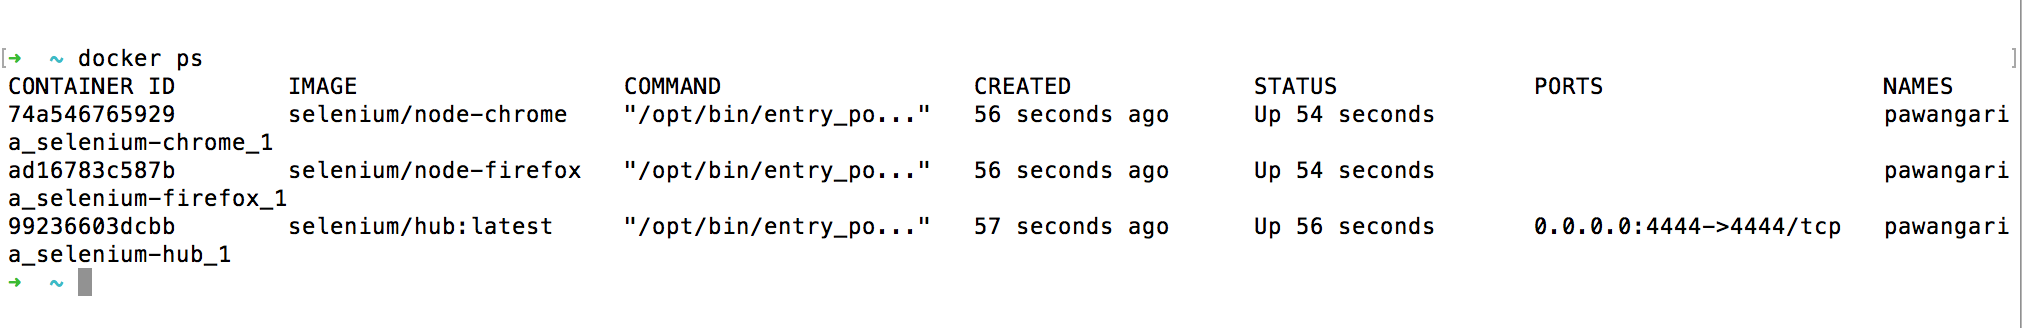 [➜  ~ docker ps ]
CONTAINER ID        IMAGE                   COMMAND                  CREATED             STATUS              PORTS                    NAMES
74a546765929        selenium/node-chrome    "/opt/bin/entry_po..."   56 seconds ago      Up 54 seconds                                pawangari
a_selenium-chrome_1
ad16783c587b        selenium/node-firefox   "/opt/bin/entry_po..."   56 seconds ago      Up 54 seconds                                pawangari
a_selenium-firefox_1
99236603dcbb        selenium/hub:latest     "/opt/bin/entry_po..."   57 seconds ago      Up 56 seconds       0.0.0.0:4444->4444/tcp   pawangari
a_selenium-hub_1
➜  ~